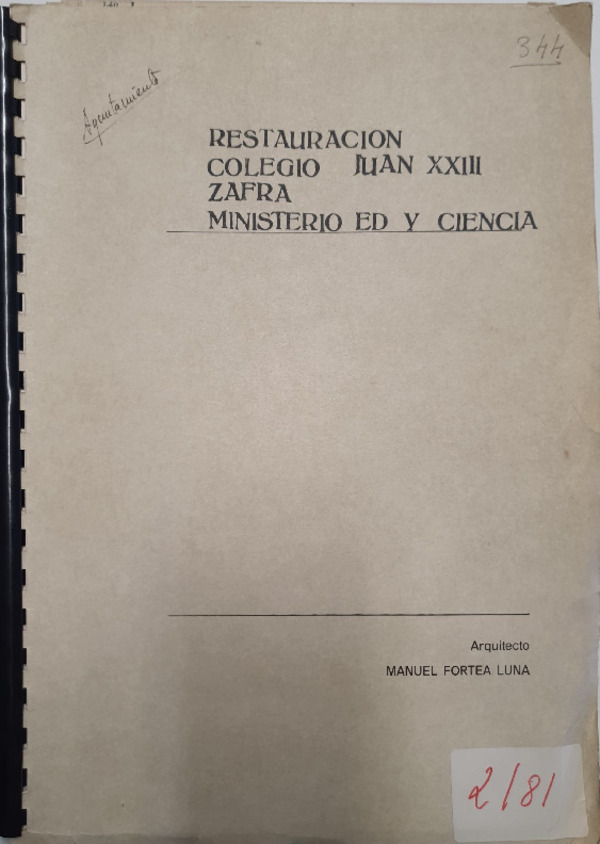 344
Ayuntamiento
RESTAURACION
COLEGIO JUAN XXIII
ZAFRA
MINISTERIO ED Y CIENCIA
Arquitecto
MANUEL FORTEA LUNA
2/81